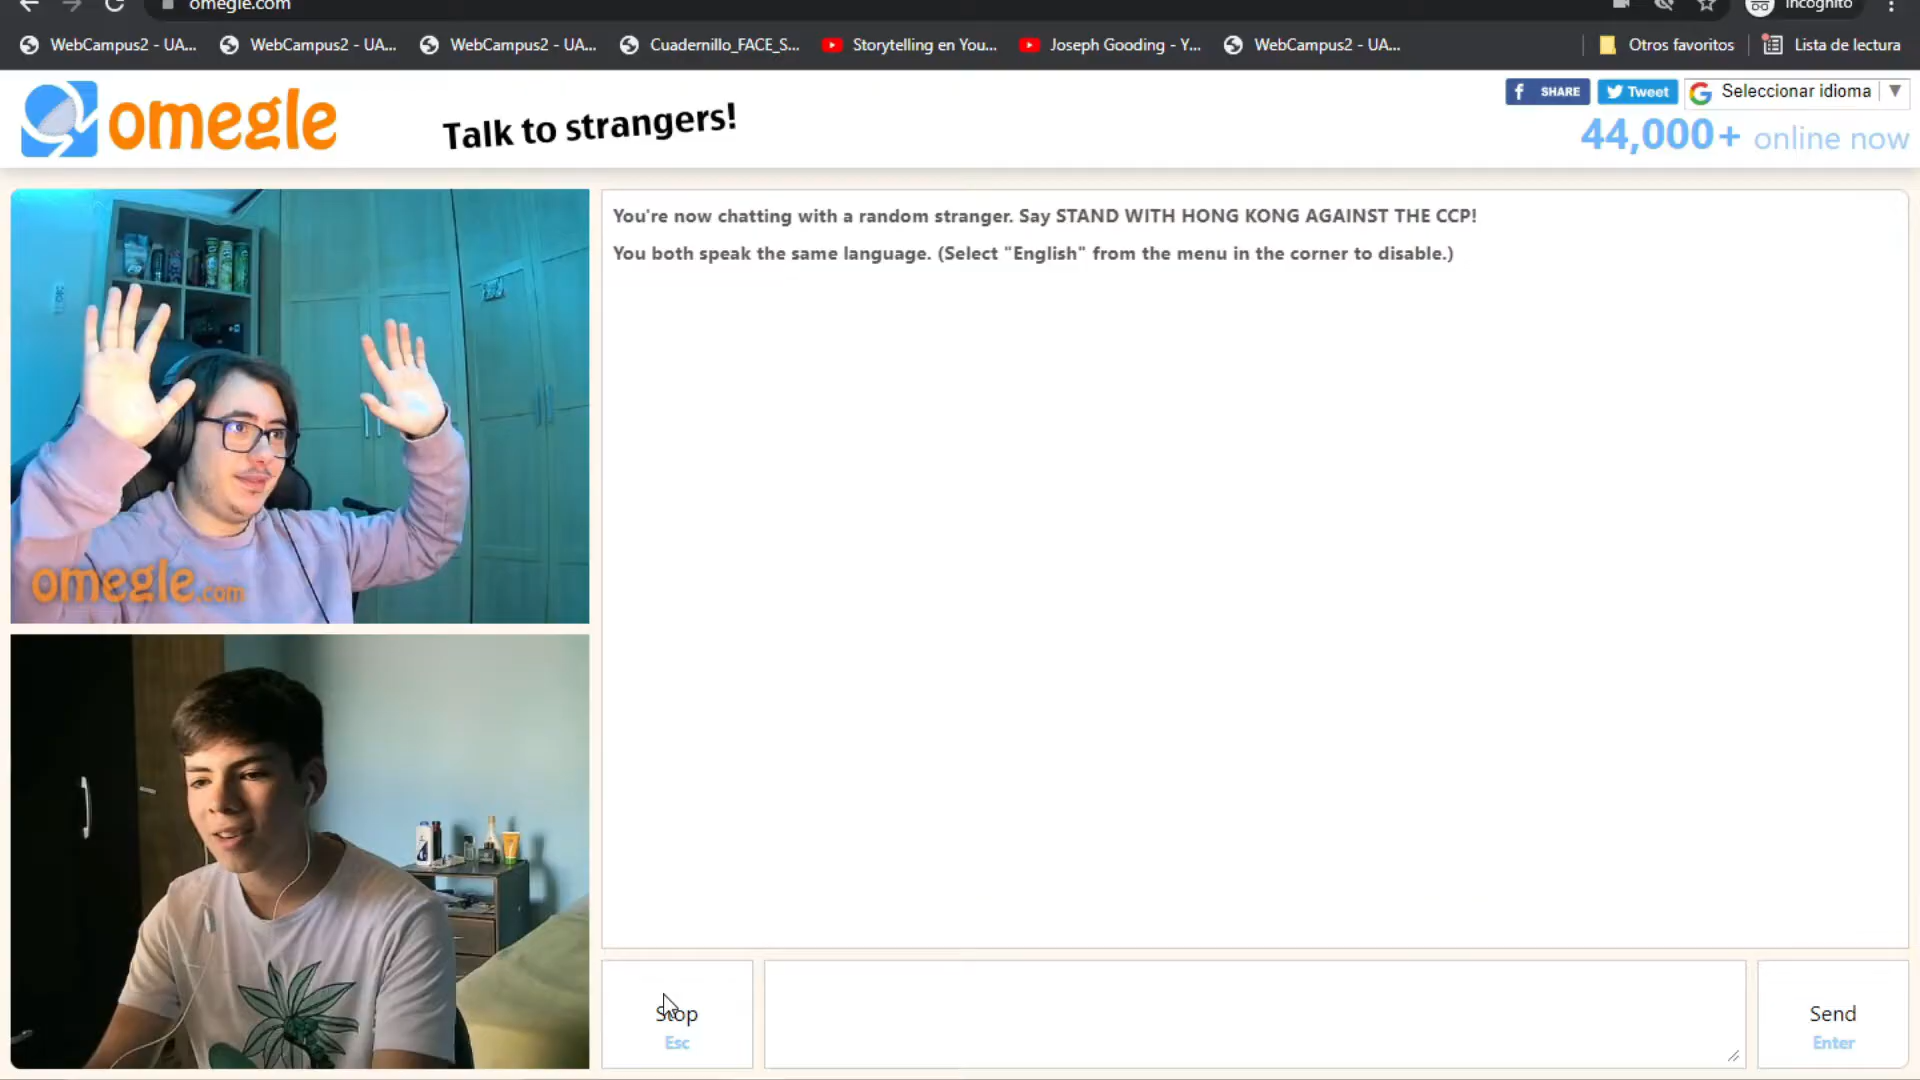 omegle.com
Incognito
WebCampus2 - UA...
WebCampus2 - UA...
WebCampus2 - UA...
Cuadernillo_FACE_S...
Storytelling en You...
Joseph Gooding - Y...
WebCampus2 - UA...
Otros favoritos
Lista de lectura
omegle
Talk to strangers!
SHARE
Tweet
Seleccionar idioma
44,000+ online now
You're now chatting with a random stranger. Say STAND WITH HONG KONG AGAINST THE CCP!
You both speak the same language. (Select "English" from the menu in the corner to disable.)
omegle.com
Stop
Esc
Send
Enter